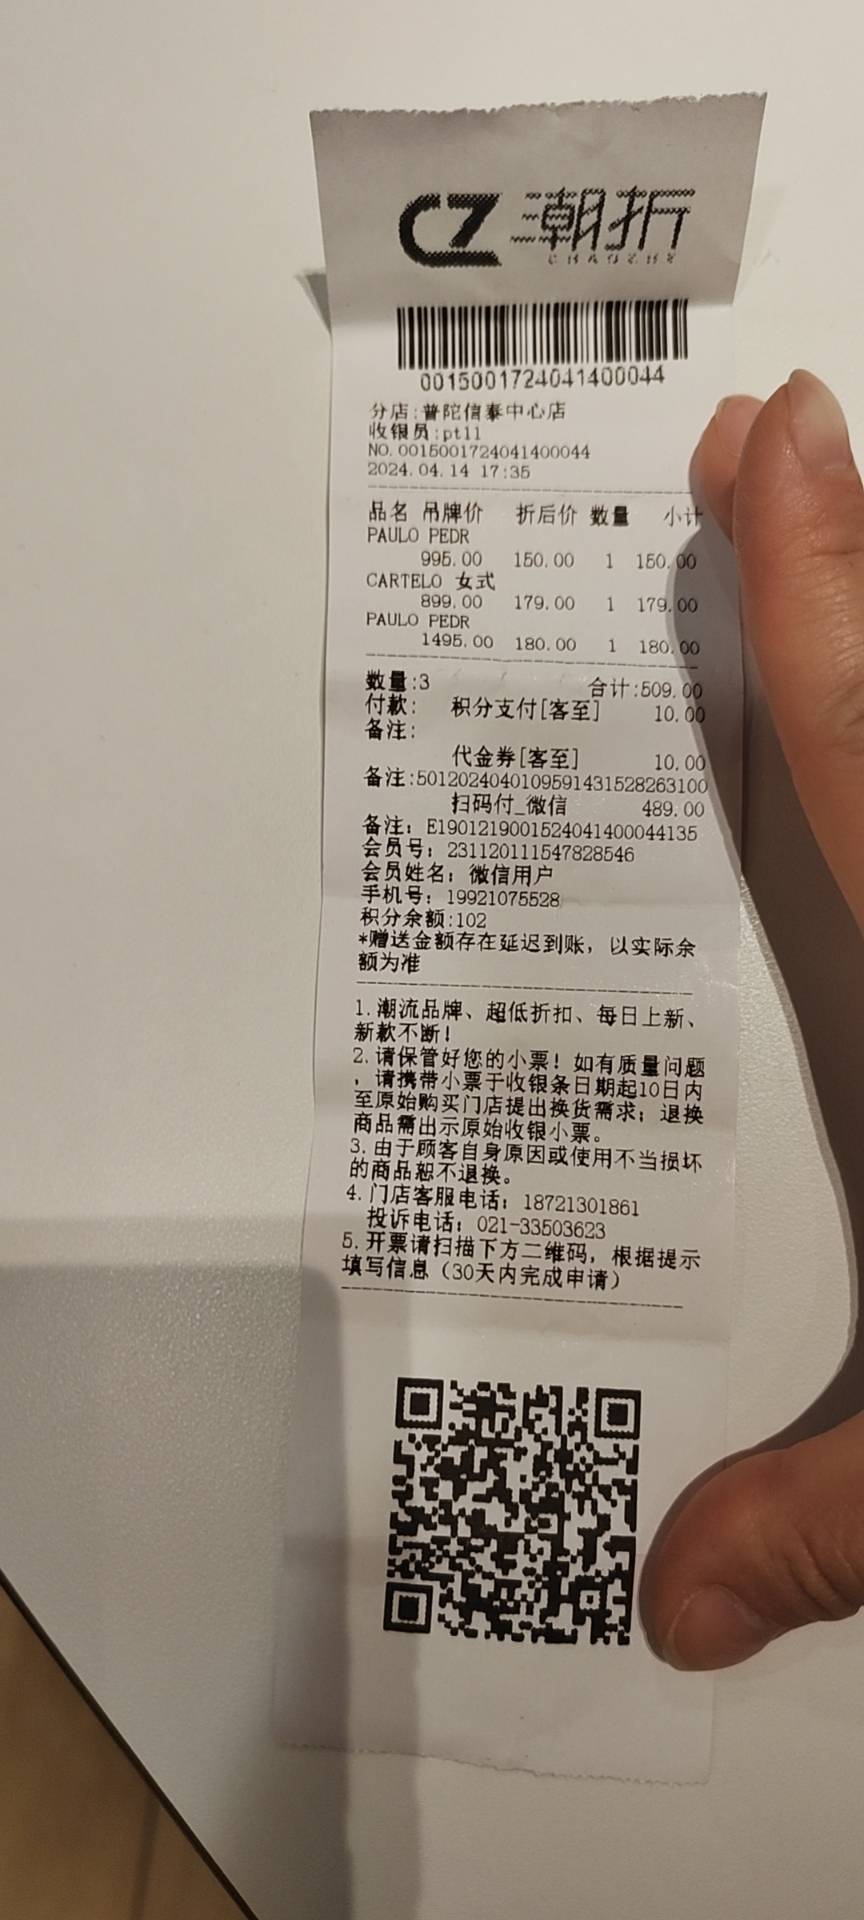 CZ 潮折
CHAOZHE
0015001724041400044
分店:普陀信泰中心店
收银员:pt11
NO.0015001724041400044
2024.04.14 17:35
品名 吊牌价 折后价 数量 小计
PAULO PEDR
995.00 150.00 1 150.00
CARTELO 女式
899.00 179.00 1 179.00
PAULO PEDR
1495.00 180.00 1 180.00
数量:3 合计:509.00
付款: 积分支付[客至] 10.00
备注:
代金券[客至] 10.00
备注:5012024040109591431528263100
扫码付_微信 489.00
备注: E1901219001524041400044135
会员号: 231120111547828546
会员姓名: 微信用户
手机号: 19921075528
积分余额:102
*赠送金额存在延迟到账, 以实际余
额为准
1.潮流品牌、超低折扣、每日上新、
新款不断!
2.请保管好您的小票! 如有质量问题
, 请携带小票于收银条日期起10日内
至原始购买门店提出换货需求; 退换
商品需出示原始收银小票。
3.由于顾客自身原因或使用不当损坏
的商品恕不退换。
4.门店客服电话: 18721301861
投诉电话: 021-33503623
5.开票请扫描下方二维码, 根据提示
填写信息 (30天内完成申请)